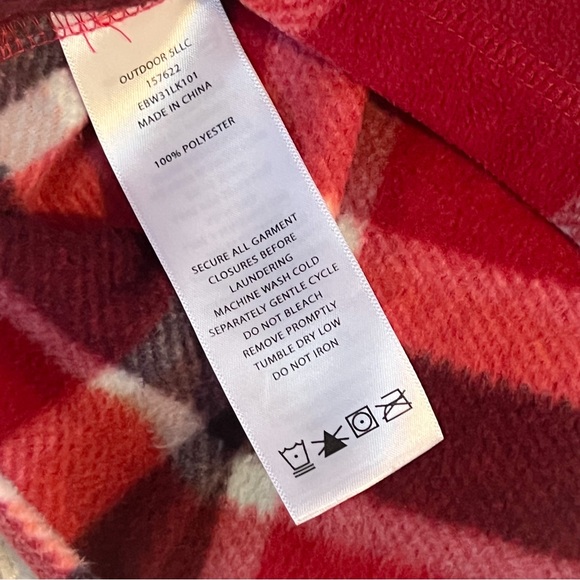 OUTDOOR SLLC
157622
EBW31LK101
MADE IN CHINA
100% POLYESTER
SECURE ALL GARMENT
CLOSURES BEFORE
LAUNDERING
MACHINE WASH COLD
SEPARATELY GENTLE CYCLE
DO NOT BLEACH
REMOVE PROMPTLY
TUMBLE DRY LOW
DO NOT IRON